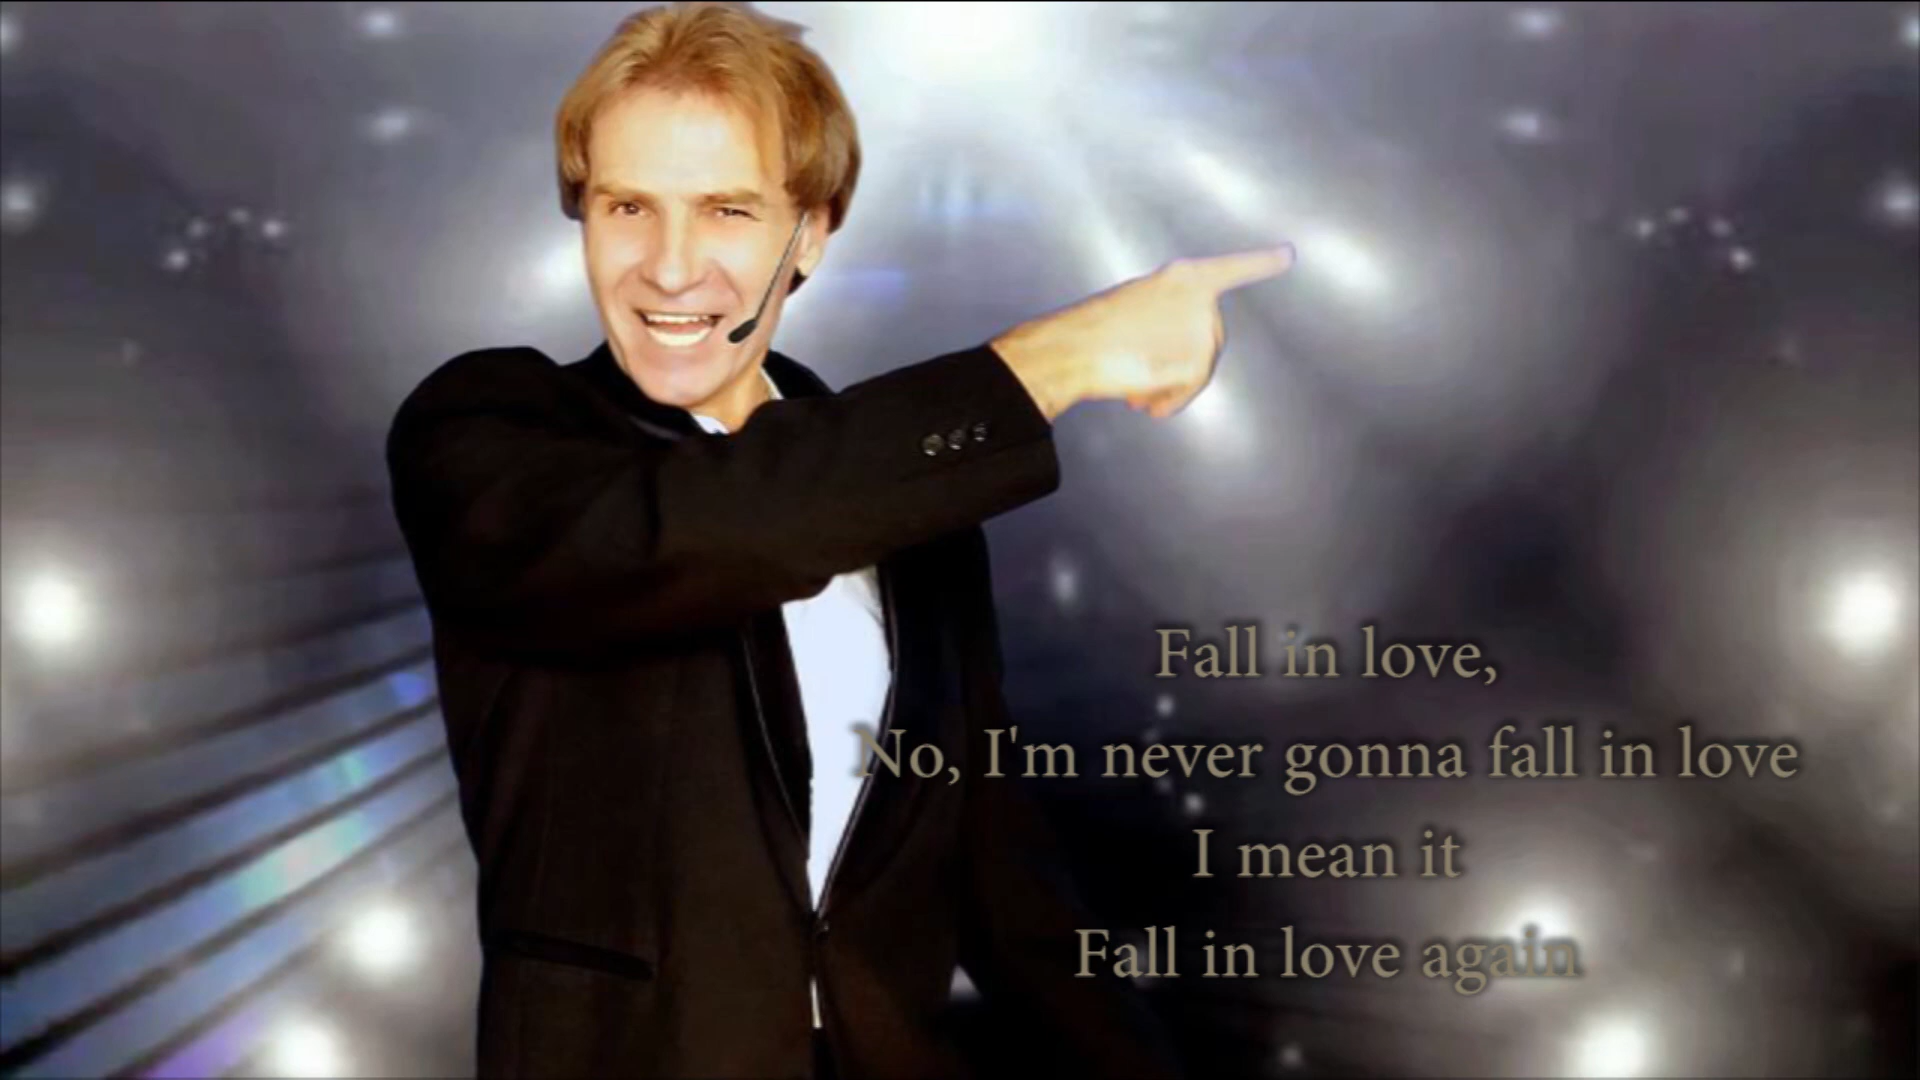 Fall in love,
No, I'm never gonna fall in love
I mean it
Fall in love again